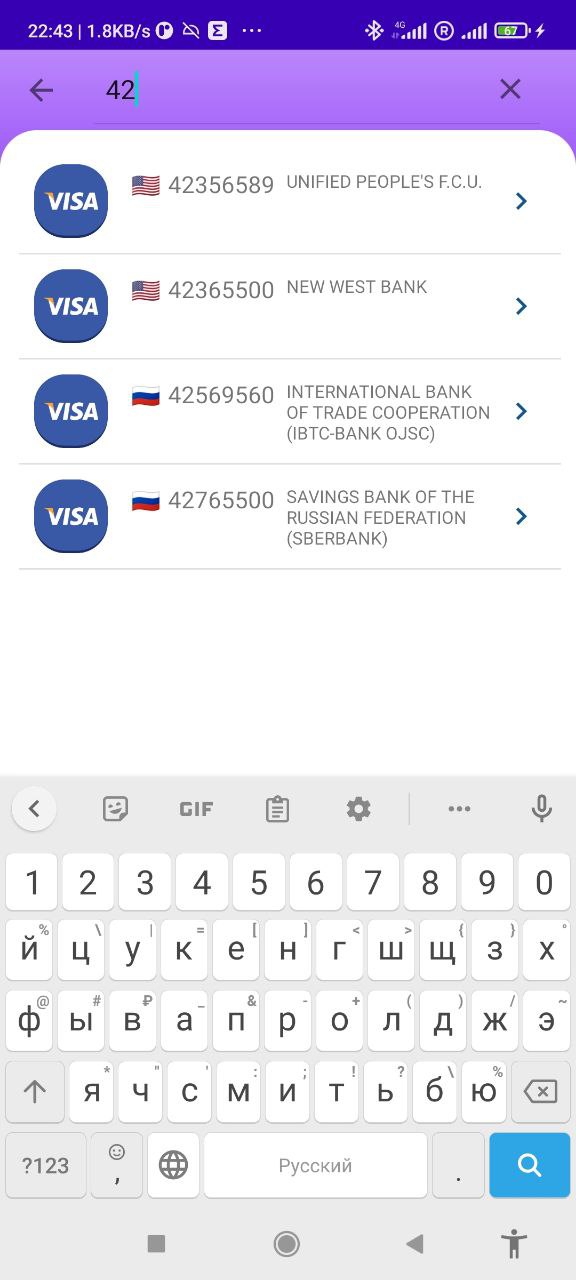 22:43 | 1.8KB/s ...
4G R 67
42
VISA 42356589 UNIFIED PEOPLE'S F.C.U.
VISA 42365500 NEW WEST BANK
VISA 42569560 INTERNATIONAL BANK
OF TRADE COOPERATION
(IBTC-BANK OJSC)
VISA 42765500 SAVINGS BANK OF THE
RUSSIAN FEDERATION
(SBERBANK)
GIF
1 2 3 4 5 6 7 8 9 0
% \ | = [ ] < > { } °
й ц у к е н г ш щ з х
@ # ₽ _ & - + ( ) / ~
ф ы в а п р о л д ж э
* " ' : ; ! ? \ %
я ч с м и т ь б ю
?123 , Русский .